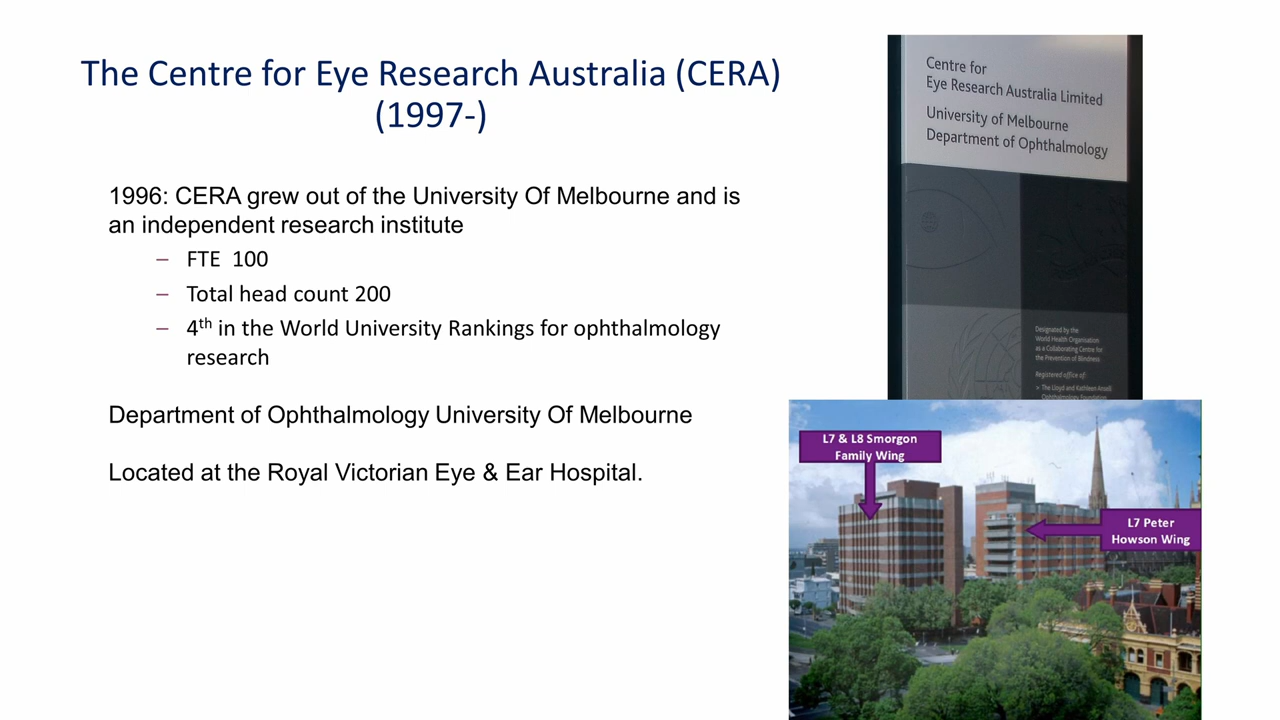 The Centre for Eye Research Australia (CERA)
(1997-)
1996: CERA grew out of the University Of Melbourne and is
an independent research institute
– FTE 100
– Total head count 200
– 4th in the World University Rankings for ophthalmology
research
Department of Ophthalmology University Of Melbourne
Located at the Royal Victorian Eye & Ear Hospital.
Centre for
Eye Research Australia Limited
University of Melbourne
Department of Ophthalmology
Designated by the
World Health Organisation
as a Collaborating Centre for
the Prevention of Blindness
Registered office of:
» The Lloyd and Kathleen Ansell
Ophthalmology Foundation
L7 & L8 Smorgon
Family Wing
L7 Peter
Howson Wing